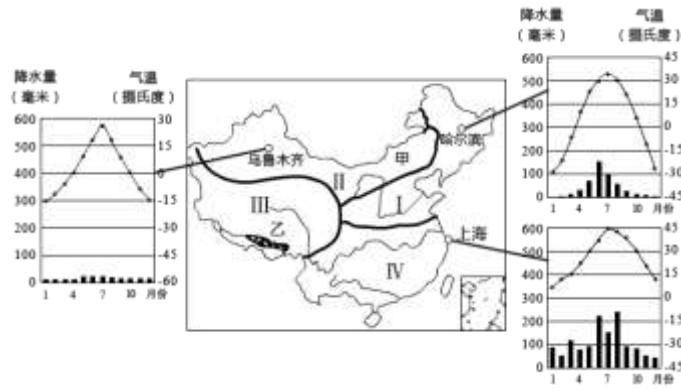 降水量 气温
(毫米) (摄氏度)
600 30
500 15
400 0
300 -15
200 -30
100 -45
0 -60
1 4 7 10 月份
乌鲁木齐
哈尔滨
上海
甲
乙
I
II
III
IV
降水量 气温
(毫米) (摄氏度)
600 45
500 30
400 15
300 0
200 -15
100 -30
0 -45
1 4 7 10 月份
600 45
500 30
400 15
300 0
200 -15
100 -30
0 -45
1 4 7 10 月份